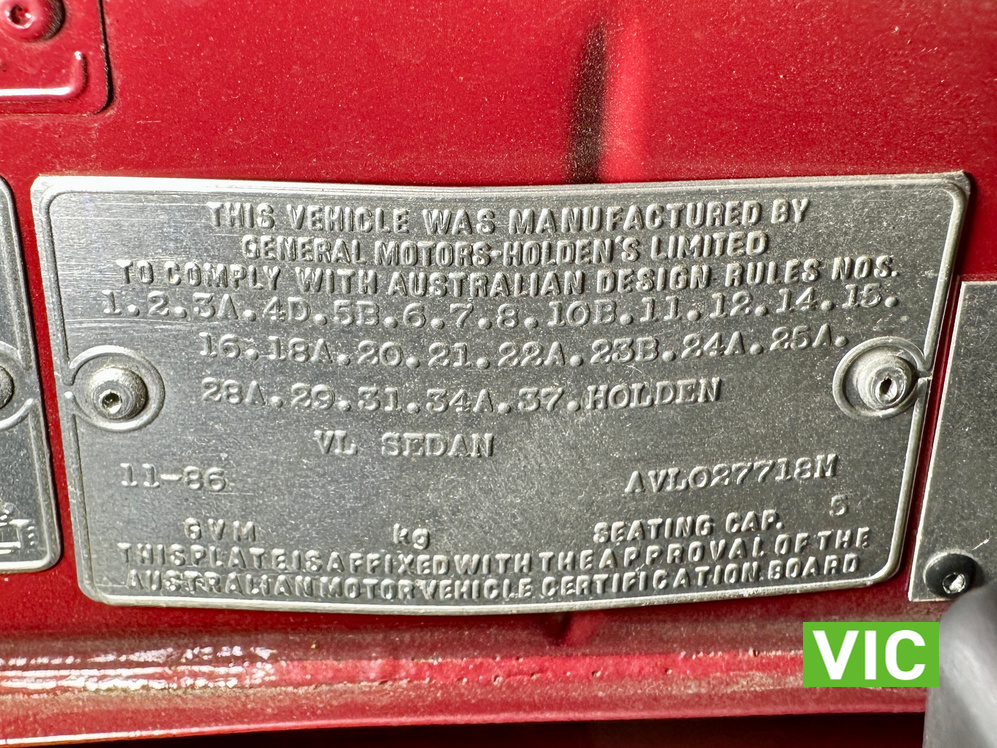 THIS VEHICLE WAS MANUFACTURED BY
GENERAL MOTORS-HOLDEN'S LIMITED
TO COMPLY WITH AUSTRALIAN DESIGN RULES NOS.
1.2.3A.4D.5B.6.7.8.10B.11.12.14.15.
16.18A.20.21.22A.23B.24A.25A.
28A.29.31.34A.37.HOLDEN
VL SEDAN
11-86 AVL027718M
GVM kg SEATING CAP. 5
THIS PLATE IS AFFIXED WITH THE APPROVAL OF THE
AUSTRALIAN MOTOR VEHICLE CERTIFICATION BOARD
VIC